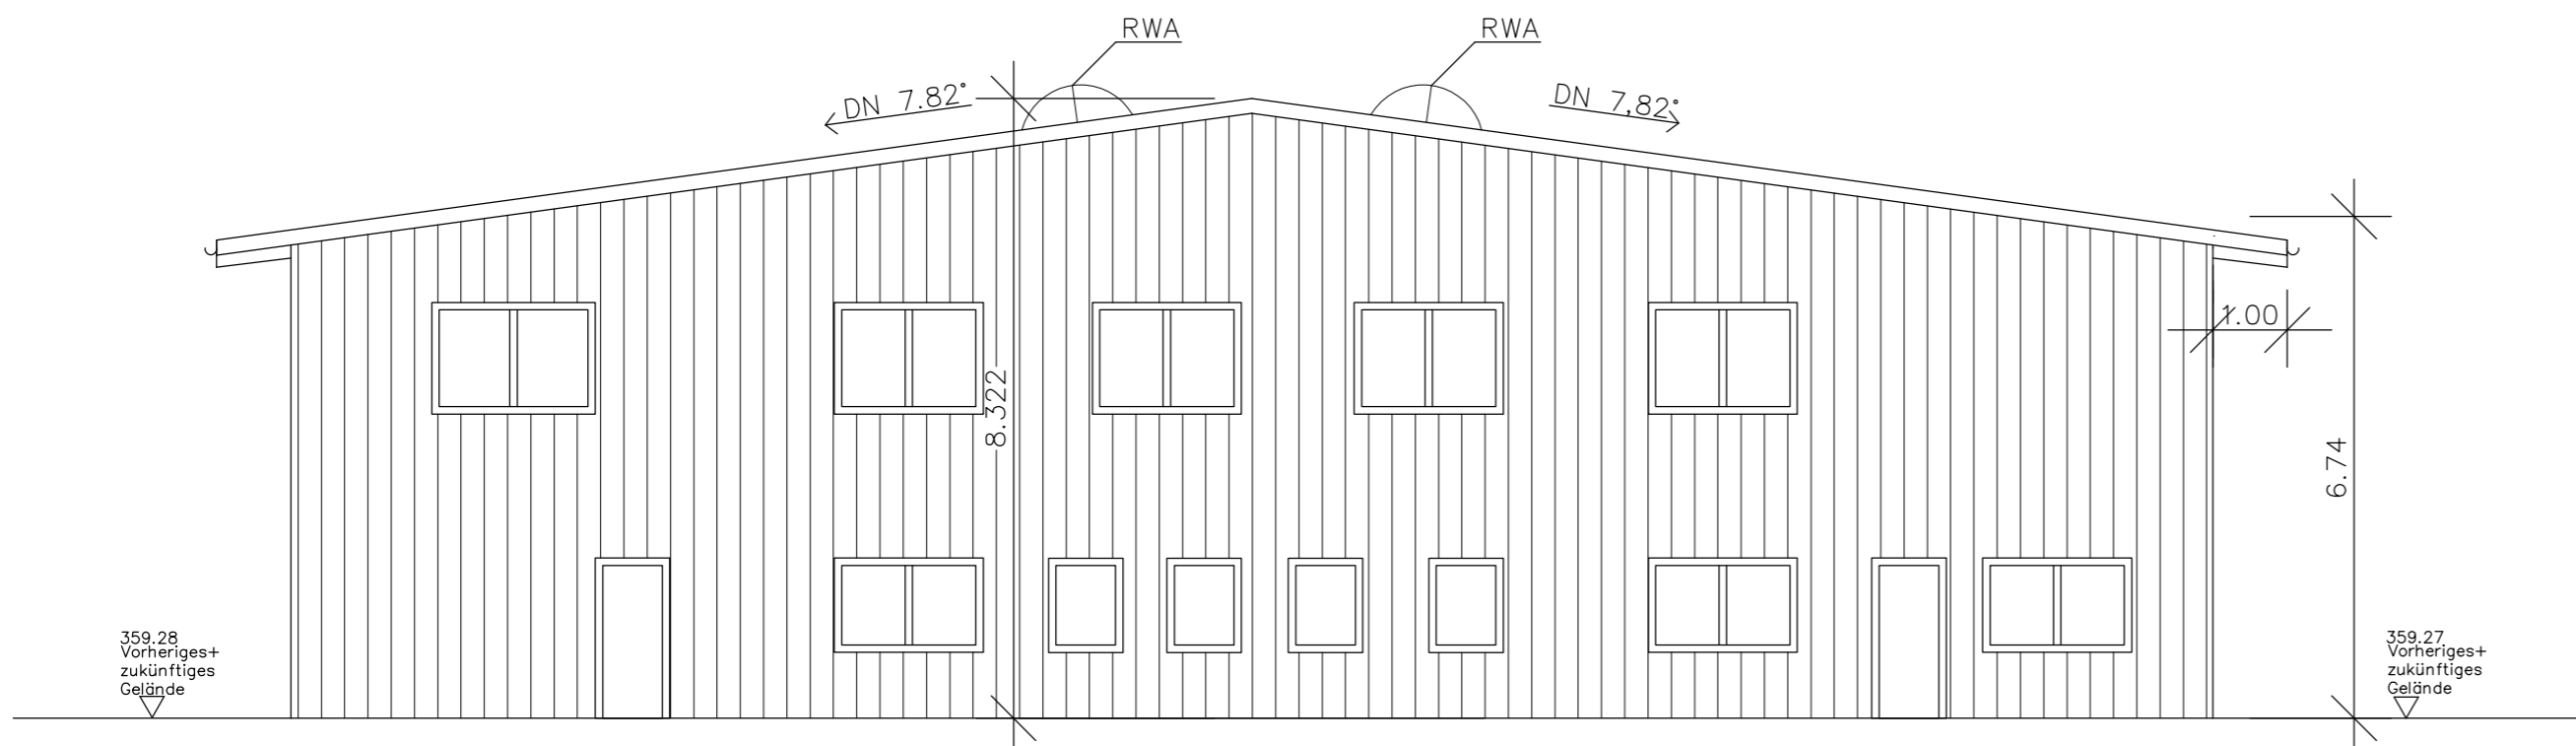 RWA
RWA
DN 7.82°
DN 7,82°
1.00
8.322
6.74
359.28
Vorheriges+
zukünftiges
Gelände
359.27
Vorheriges+
zukünftiges
Gelände